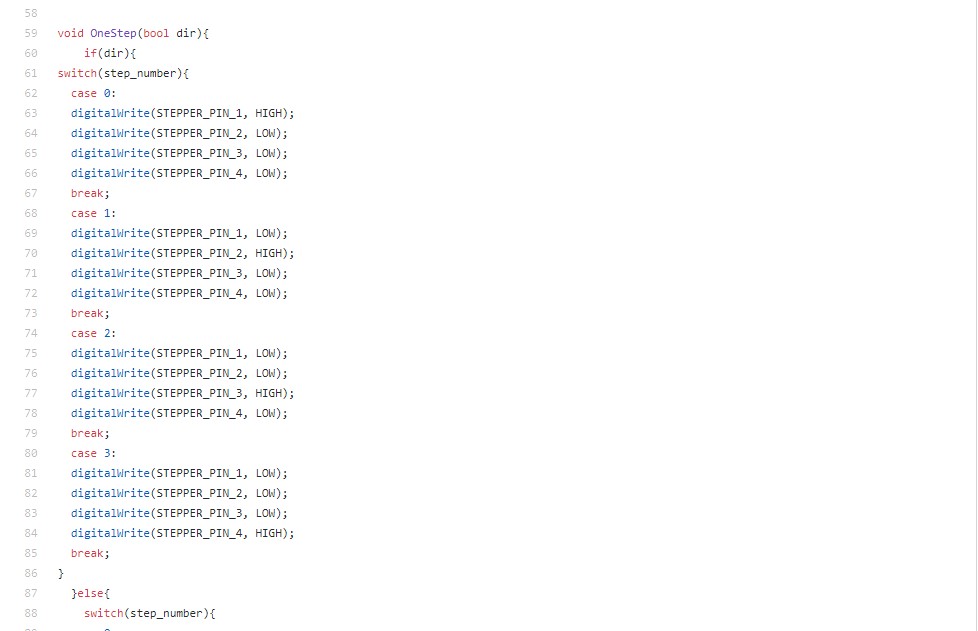 58
59 void OneStep(bool dir){
60 if(dir){
61 switch(step_number){
62 case 0:
63 digitalWrite(STEPPER_PIN_1, HIGH);
64 digitalWrite(STEPPER_PIN_2, LOW);
65 digitalWrite(STEPPER_PIN_3, LOW);
66 digitalWrite(STEPPER_PIN_4, LOW);
67 break;
68 case 1:
69 digitalWrite(STEPPER_PIN_1, LOW);
70 digitalWrite(STEPPER_PIN_2, HIGH);
71 digitalWrite(STEPPER_PIN_3, LOW);
72 digitalWrite(STEPPER_PIN_4, LOW);
73 break;
74 case 2:
75 digitalWrite(STEPPER_PIN_1, LOW);
76 digitalWrite(STEPPER_PIN_2, LOW);
77 digitalWrite(STEPPER_PIN_3, HIGH);
78 digitalWrite(STEPPER_PIN_4, LOW);
79 break;
80 case 3:
81 digitalWrite(STEPPER_PIN_1, LOW);
82 digitalWrite(STEPPER_PIN_2, LOW);
83 digitalWrite(STEPPER_PIN_3, LOW);
84 digitalWrite(STEPPER_PIN_4, HIGH);
85 break;
86 }
87 }else{
88 switch(step_number){